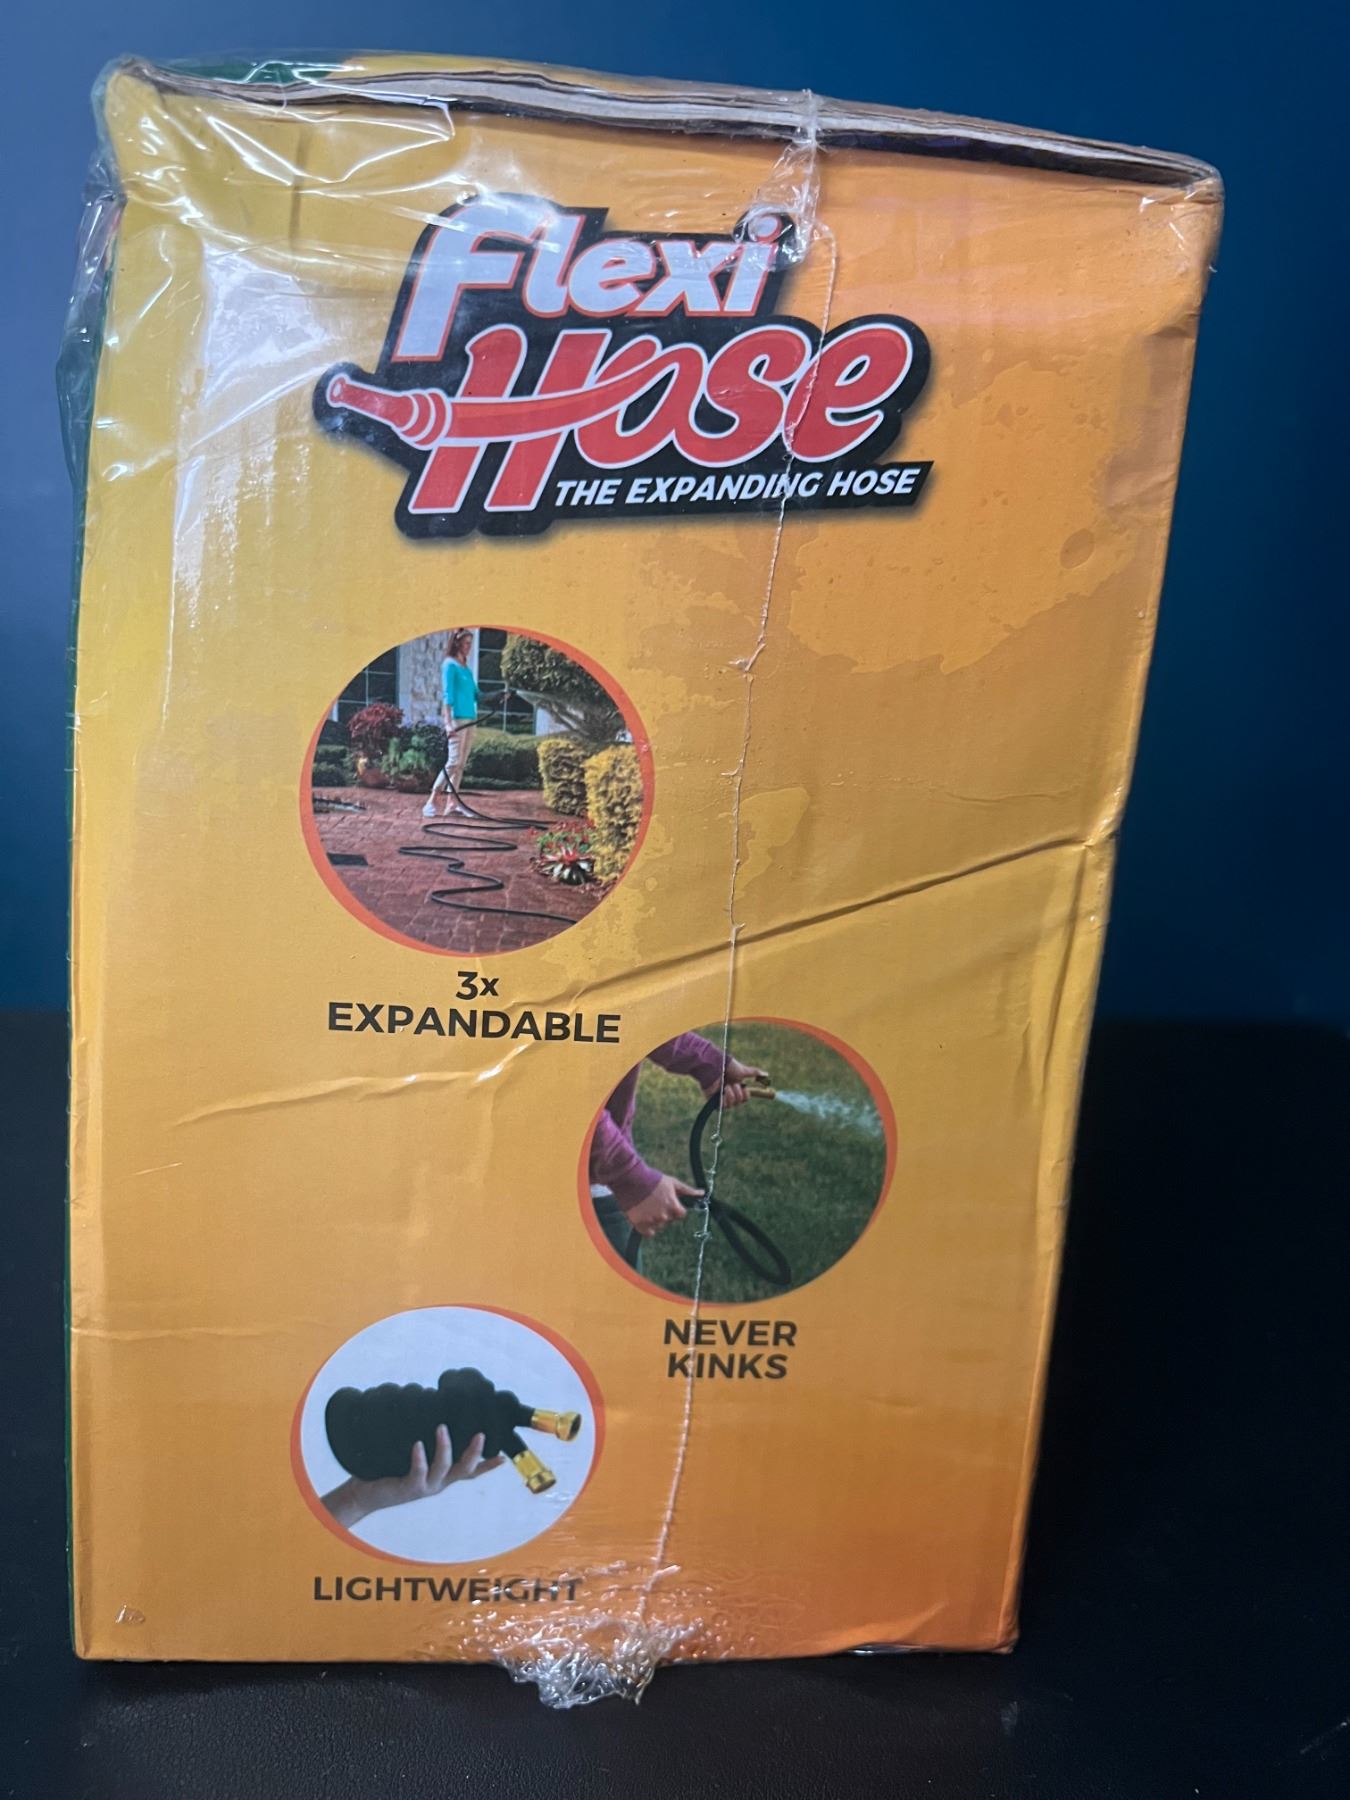 Flexi
Hose
THE EXPANDING HOSE
3x
EXPANDABLE
NEVER
KINKS
LIGHTWEIGHT